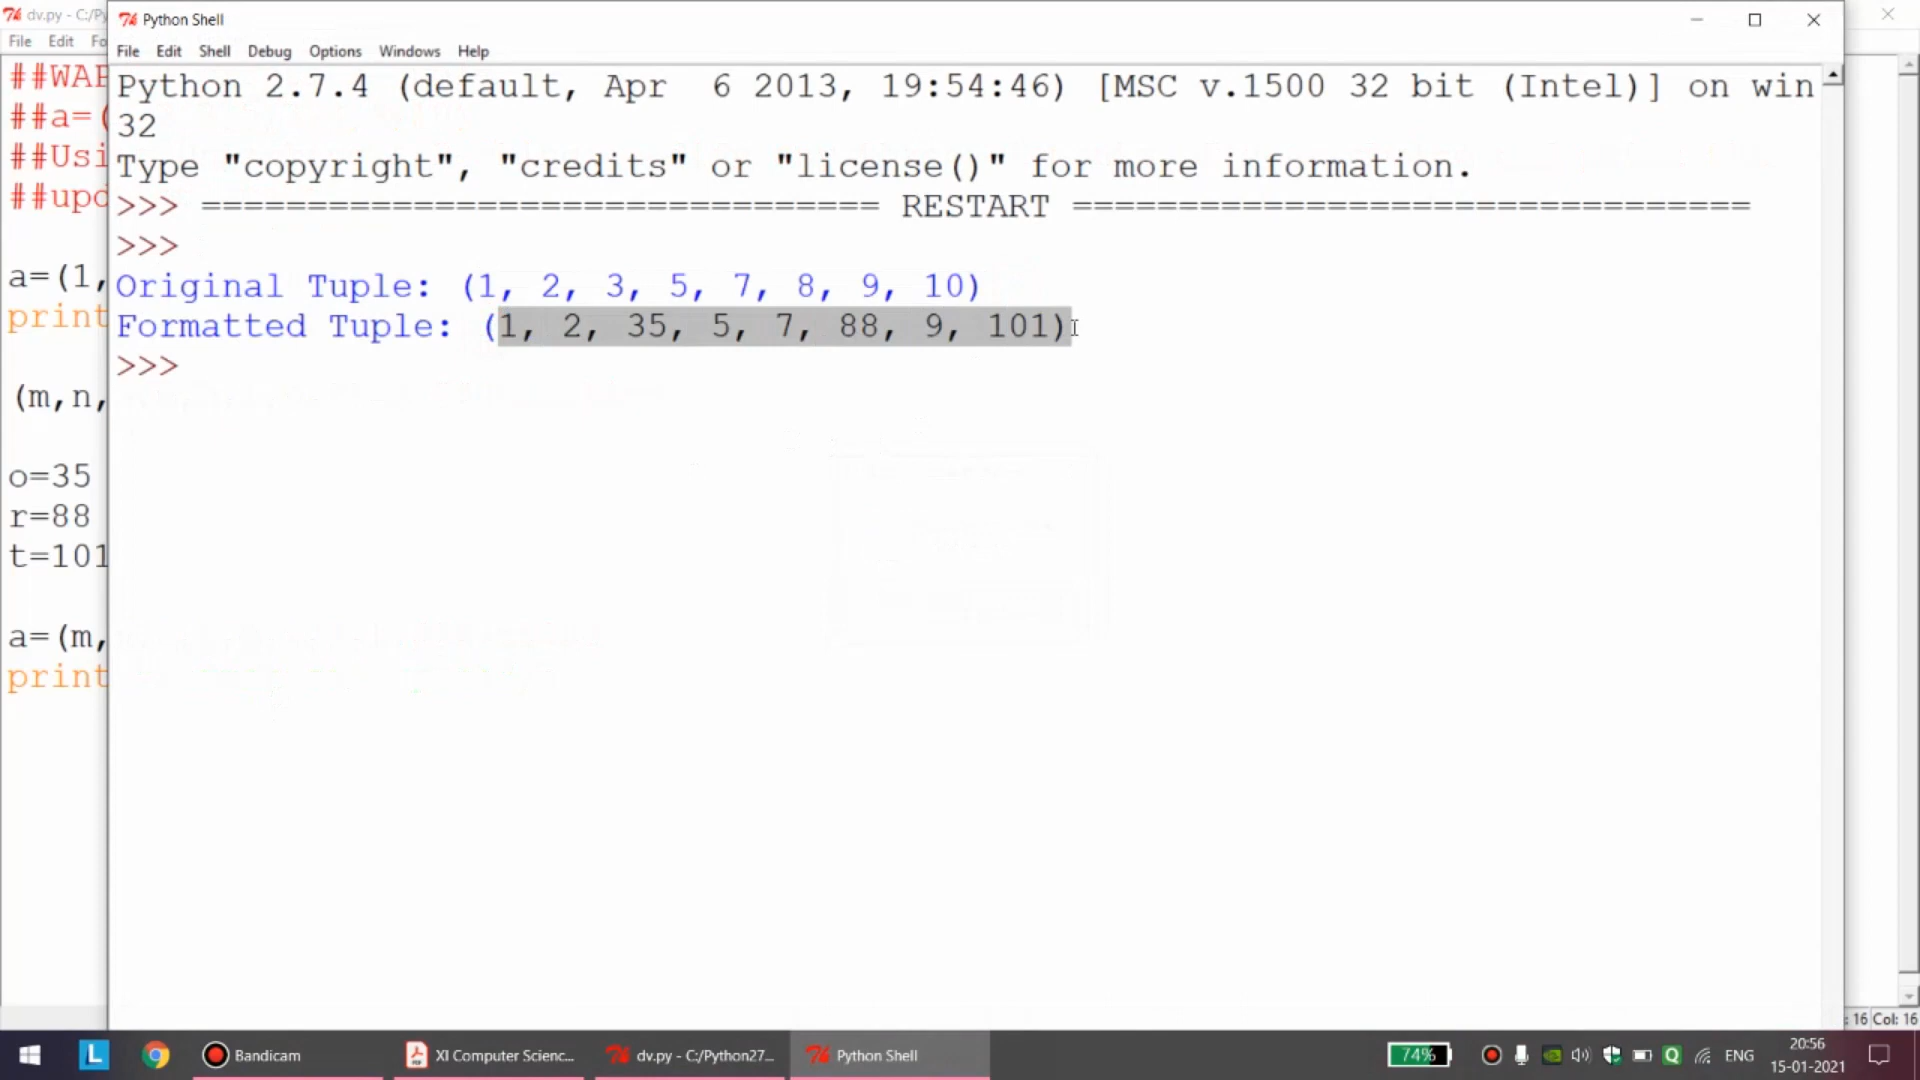 dv.py - C:/Py
File Edit Fo
##WAP
##a=(
##Usi
##upd
a=(1,
print
(m,n,
o=35
r=88
t=101
a=(m,
print
Python Shell
File Edit Shell Debug Options Windows Help
Python 2.7.4 (default, Apr  6 2013, 19:54:46) [MSC v.1500 32 bit (Intel)] on win
32
Type "copyright", "credits" or "license()" for more information.
>>> ================================ RESTART ================================
>>>
Original Tuple: (1, 2, 3, 5, 7, 8, 9, 10)
Formatted Tuple: (1, 2, 35, 5, 7, 88, 9, 101)
>>>
: 16 Col: 16
L
Bandicam
XI Computer Scienc...
dv.py - C:/Python27...
Python Shell
74%
Q
ENG
20:56
15-01-2021